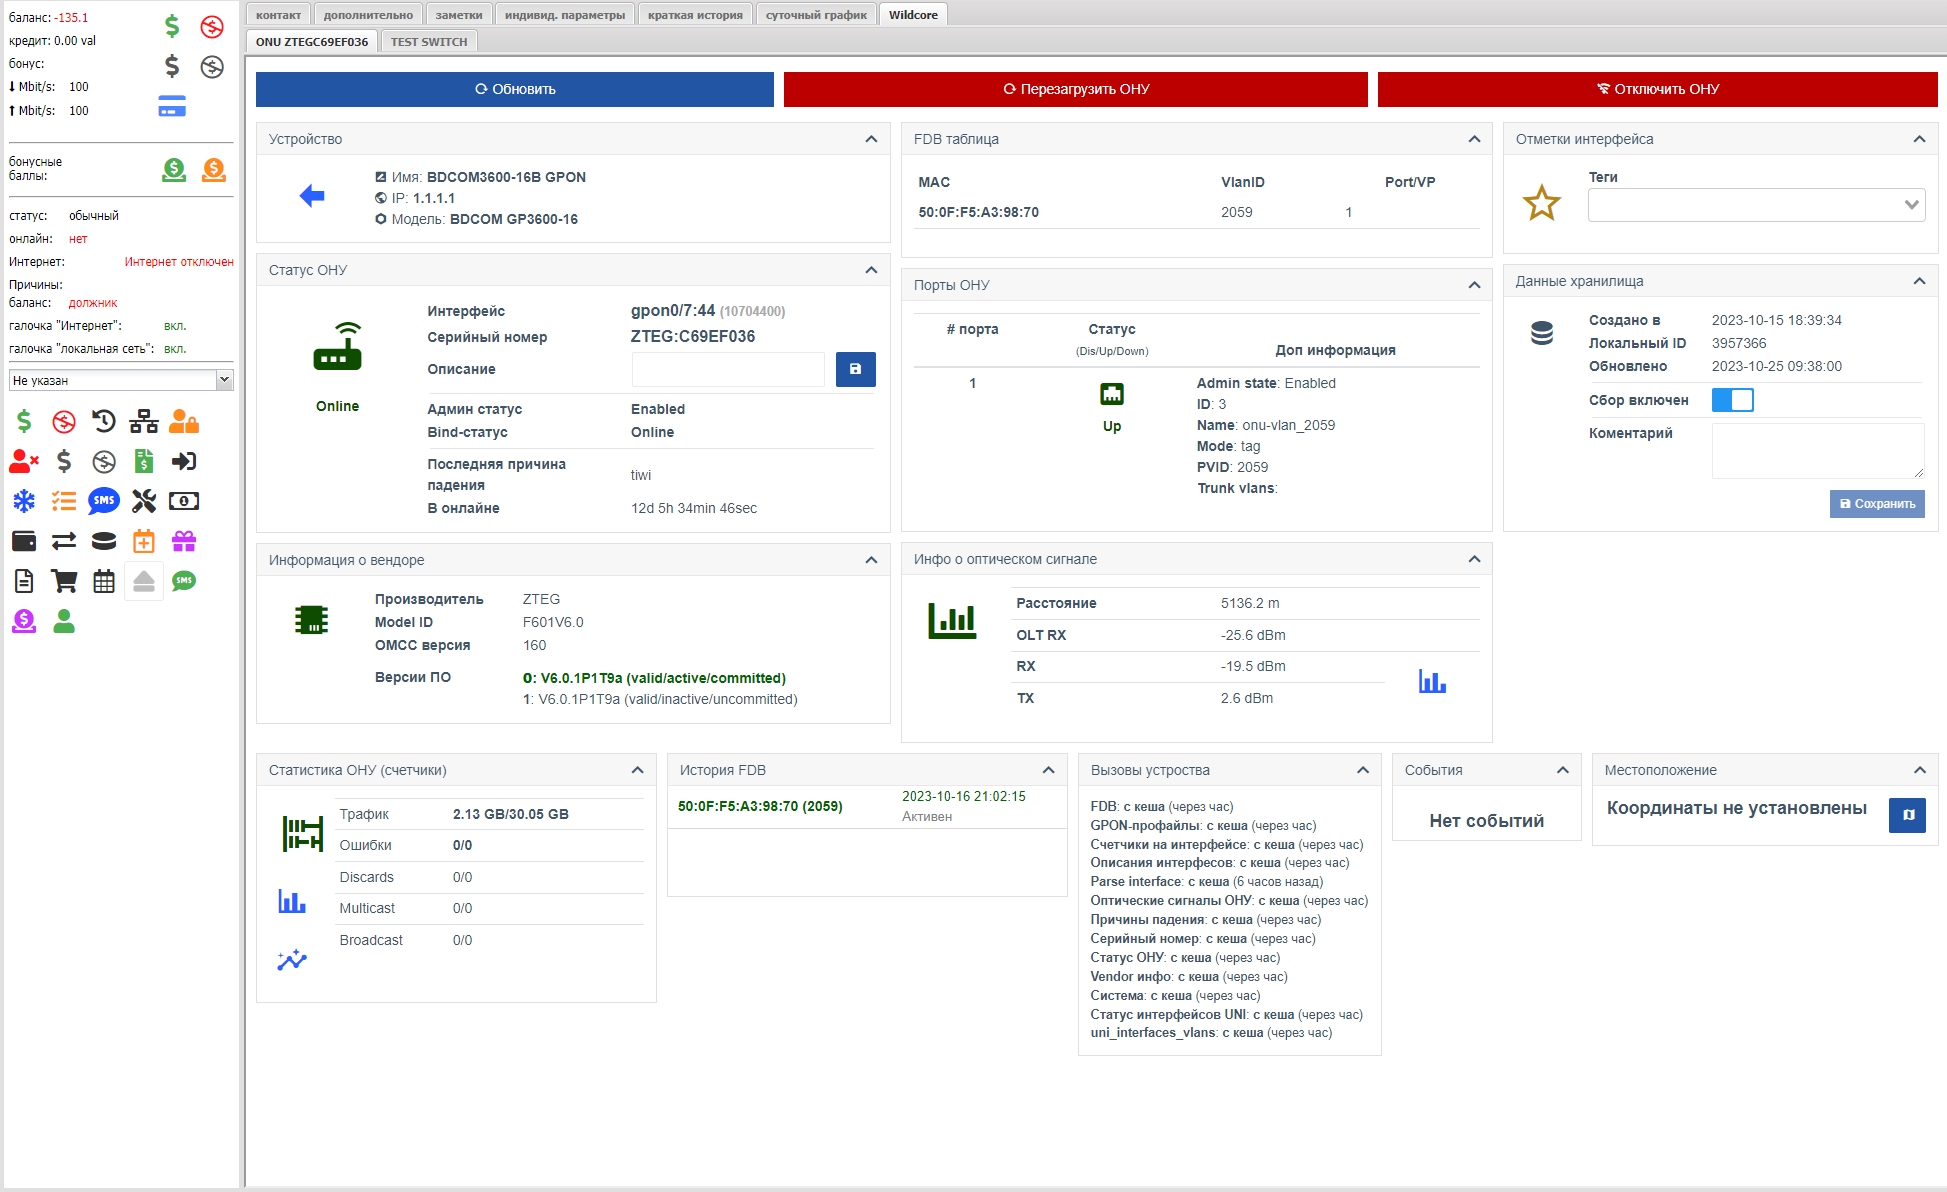 баланс: -135.1
кредит: 0.00 val
бонус:
Mbit/s: 100
Mbit/s: 100
бонусные
баллы:
статус: обычный
онлайн: нет
Интернет: Интернет отключен
Причины:
баланс: должник
галочка "Интернет": вкл.
галочка "локальная сеть": вкл.
Не указан
SMS
SMS
контакт
дополнительно
заметки
индивид. параметры
краткая история
суточный график
Wildcore
ONU ZTEGC69EF036
TEST SWITCH
Обновить
Перезагрузить ОНУ
Отключить ОНУ
Устройство
Имя: BDCOM3600-16B GPON
IP: 1.1.1.1
Модель: BDCOM GP3600-16
Статус ОНУ
Online
Интерфейс gpon0/7:44 (10704400)
Серийный номер ZTEG:C69EF036
Описание
Админ статус Enabled
Bind-статус Online
Последняя причина
падения tiwi
В онлайне 12d 5h 34min 46sec
Информация о вендоре
Производитель ZTEG
Model ID F601V6.0
OMCC версия 160
Версии ПО 0: V6.0.1P1T9a (valid/active/committed)
1: V6.0.1P1T9a (valid/inactive/uncommitted)
FDB таблица
MAC VlanID Port/VP
50:0F:F5:A3:98:70 2059 1
Порты ОНУ
# порта Статус
(Dis/Up/Down) Доп информация
1 Up
Admin state: Enabled
ID: 3
Name: onu-vlan_2059
Mode: tag
PVID: 2059
Trunk vlans:
Инфо о оптическом сигнале
Расстояние 5136.2 m
OLT RX -25.6 dBm
RX -19.5 dBm
TX 2.6 dBm
Отметки интерфейса
Теги
Данные хранилища
Создано в 2023-10-15 18:39:34
Локальный ID 3957366
Обновлено 2023-10-25 09:38:00
Сбор включен
Коментарий
Сохранить
Статистика ОНУ (счетчики)
Трафик 2.13 GB/30.05 GB
Ошибки 0/0
Discards 0/0
Multicast 0/0
Broadcast 0/0
История FDB
50:0F:F5:A3:98:70 (2059) 2023-10-16 21:02:15
Активен
Вызовы устроства
FDB: с кеша (через час)
GPON-профайлы: с кеша (через час)
Счетчики на интерфейсе: с кеша (через час)
Описания интерфесов: с кеша (через час)
Parse interface: с кеша (6 часов назад)
Оптические сигналы ОНУ: с кеша (через час)
Причины падения: с кеша (через час)
Серийный номер: с кеша (через час)
Статус ОНУ: с кеша (через час)
Vendor инфо: с кеша (через час)
Система: с кеша (через час)
Статус интерфейсов UNI: с кеша (через час)
uni_interfaces_vlans: с кеша (через час)
События
Нет событий
Местоположение
Координаты не установлены